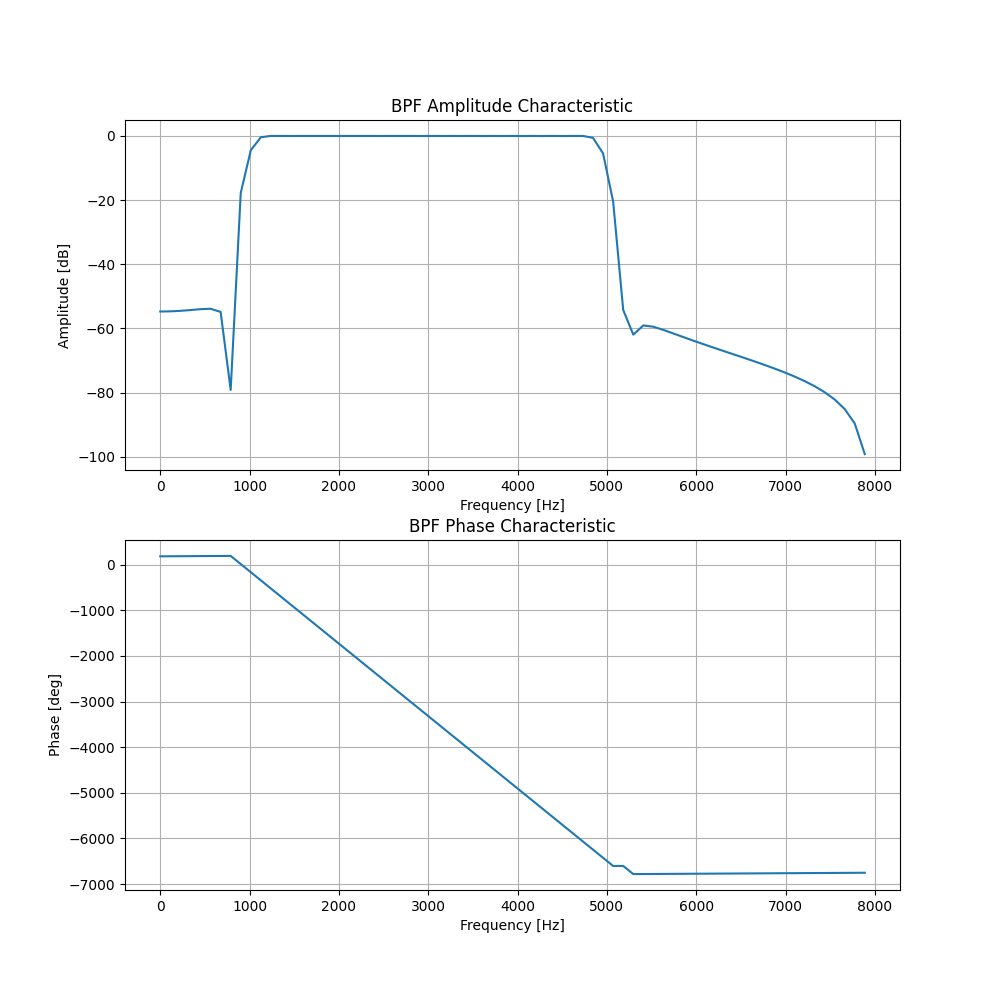 BPF Amplitude Characteristic
0
−20
−40
−60
−80
−100
Amplitude [dB]
0 1000 2000 3000 4000 5000 6000 7000 8000
Frequency [Hz]
BPF Phase Characteristic
0
−1000
−2000
−3000
−4000
−5000
−6000
−7000
Phase [deg]
0 1000 2000 3000 4000 5000 6000 7000 8000
Frequency [Hz]